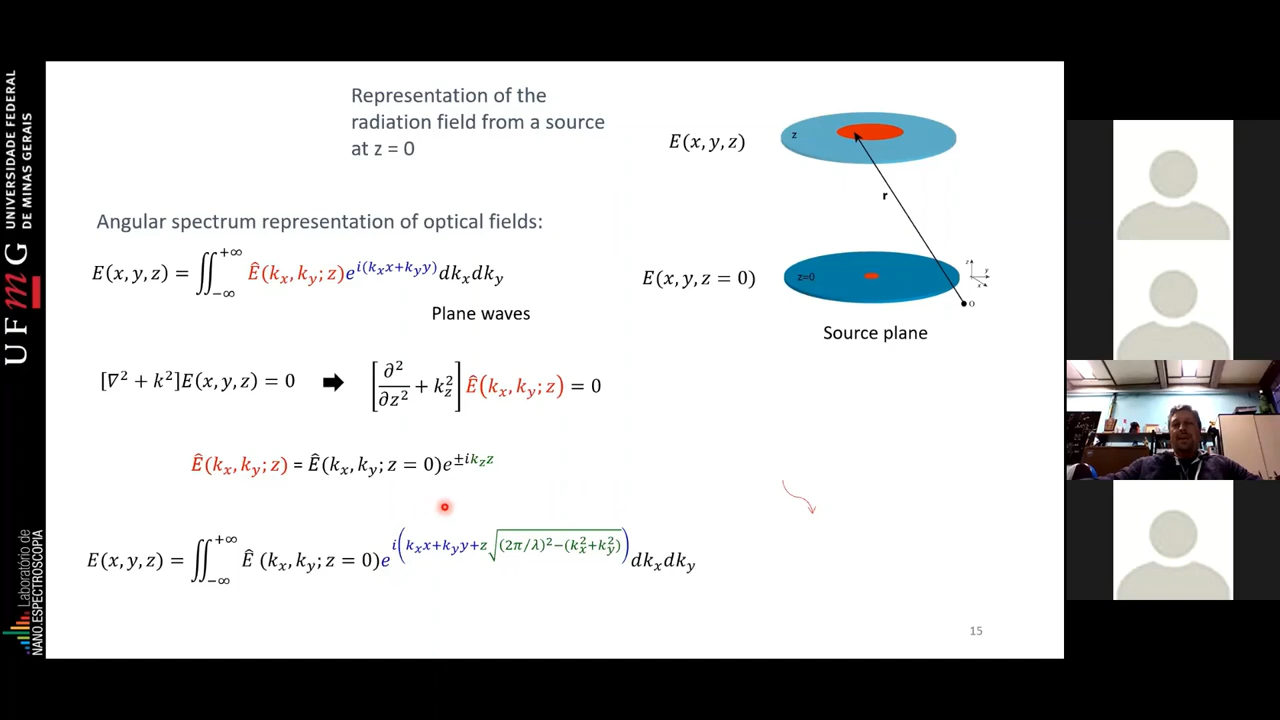 UFmG
UNIVERSIDADE FEDERAL
DE MINAS GERAIS
Laboratório de
NANO.ESPECTROSCOPIA
Representation of the
radiation field from a source
at z = 0
E(x, y, z)
z
r
E(x, y, z = 0)
z=0
z
y
x
O
Source plane
Angular spectrum representation of optical fields:
E(x, y, z) = ∬₋∞⁺∞ Ê(kₓ, k_y; z)e^{i(kₓx+k_yy)}dkₓdk_y
Plane waves
[∇² + k²]E(x, y, z) = 0 ➡ [∂²/∂z² + k_z²] Ê(kₓ, k_y; z) = 0
Ê(kₓ, k_y; z) = Ê(kₓ, k_y; z = 0)e^{±ik_zz}
E(x, y, z) = ∬₋∞⁺∞ Ê (kₓ, k_y; z = 0)e^{i(kₓx+k_yy+z√((2π/λ)²−(kₓ²+k_y²)))}dkₓdk_y
15